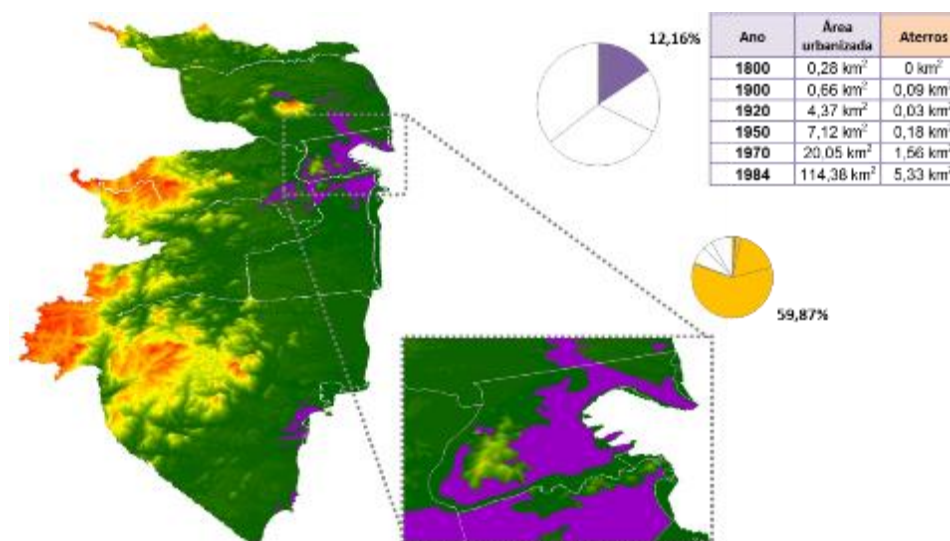 12,16%
Ano Área urbanizada Aterros
1800 0,28 km² 0 km²
1900 0,66 km² 0,09 km²
1920 4,37 km² 0,03 km²
1950 7,12 km² 0,18 km²
1970 20,05 km² 1,56 km²
1984 114,38 km² 5,33 km²
59,87%